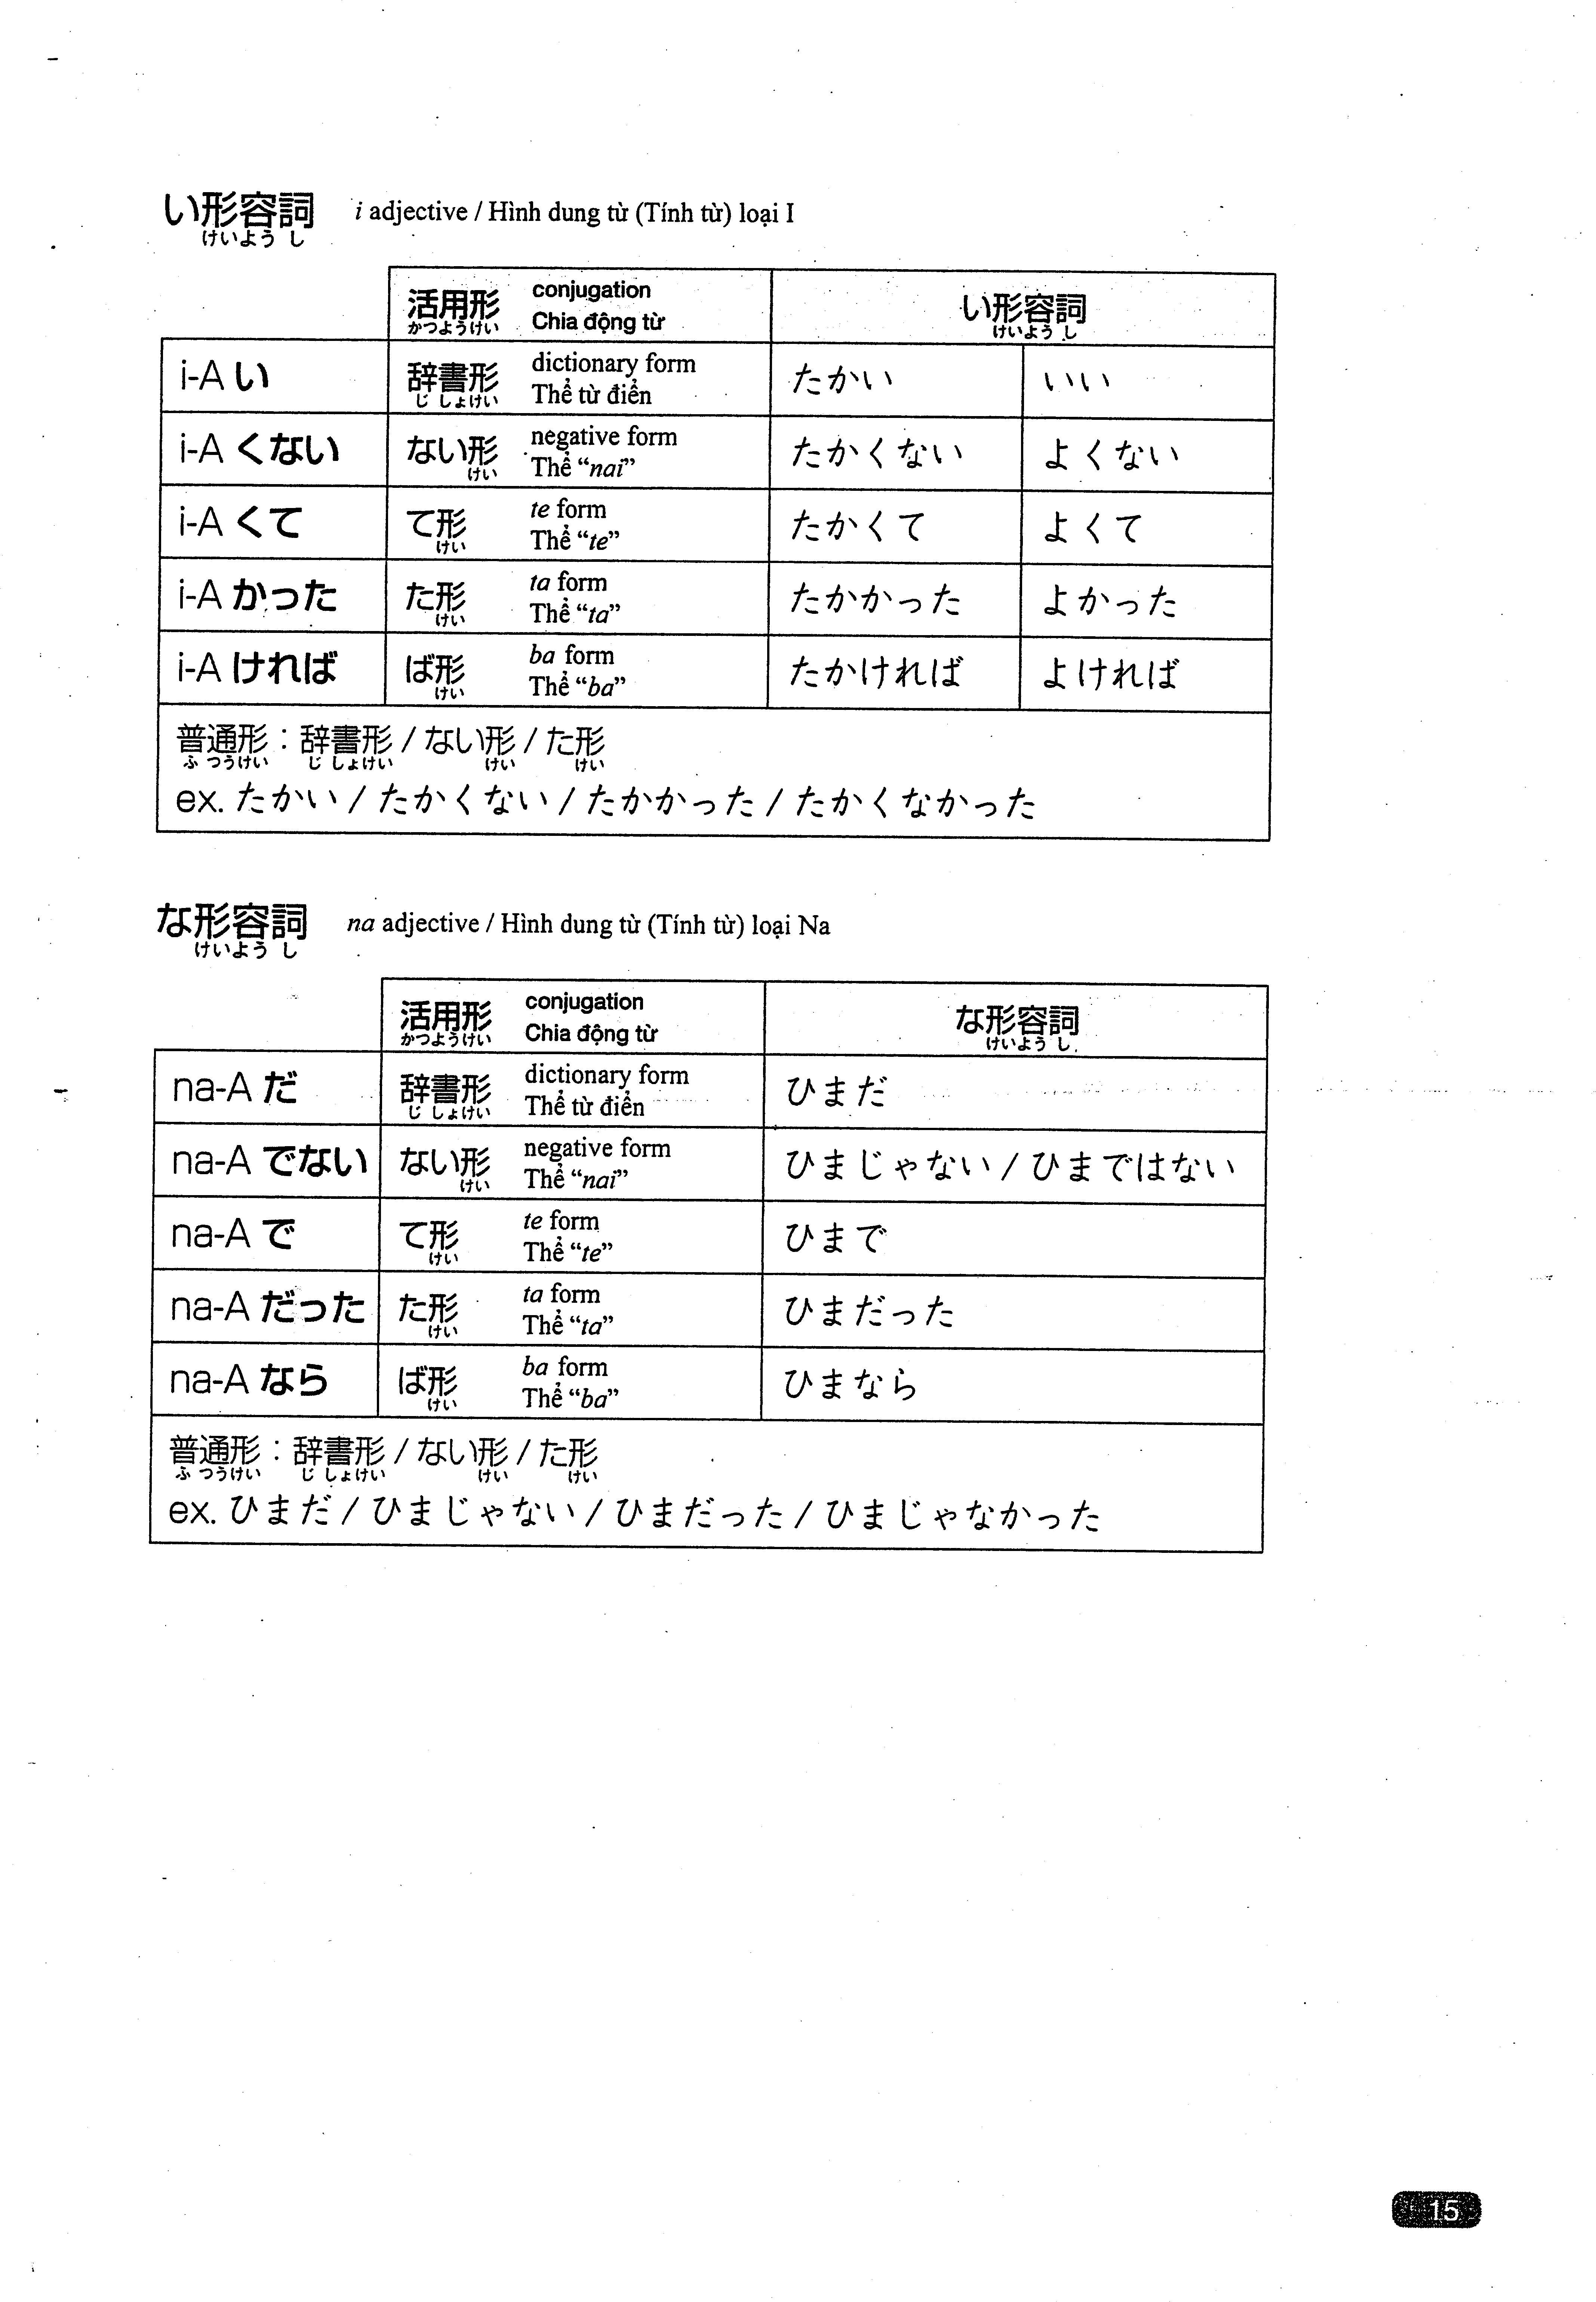 い形容詞 i adjective / Hình dung từ (Tính từ) loại I
けいようし
活用形 conjugation い形容詞
かつようけい Chia động từ けいようし
i-A い 辞書形 dictionary form たかい いい
じしょけい Thể từ điển
i-A くない ない形 negative form たかくない よくない
けい Thể “nai”
i-A くて て形 te form たかくて よくて
けい Thể “te”
i-A かった た形 ta form たかかった よかった
けい Thể “ta”
i-A ければ ば形 ba form たかければ よければ
けい Thể “ba”
普通形：辞書形 / ない形 / た形
ふつうけい じしょけい けい けい
ex. たかい / たかくない / たかかった / たかくなかった
な形容詞 na adjective / Hình dung từ (Tính từ) loại Na
けいようし
活用形 conjugation な形容詞
かつようけい Chia động từ けいようし
na-A だ 辞書形 dictionary form ひまだ
じしょけい Thể từ điển
na-A でない ない形 negative form ひまじゃない / ひまではない
けい Thể “nai”
na-A で て形 te form ひまで
けい Thể “te”
na-A だった た形 ta form ひまだった
けい Thể “ta”
na-A なら ば形 ba form ひまなら
けい Thể “ba”
普通形：辞書形 / ない形 / た形
ふつうけい じしょけい けい けい
ex. ひまだ / ひまじゃない / ひまだった / ひまじゃなかった
15